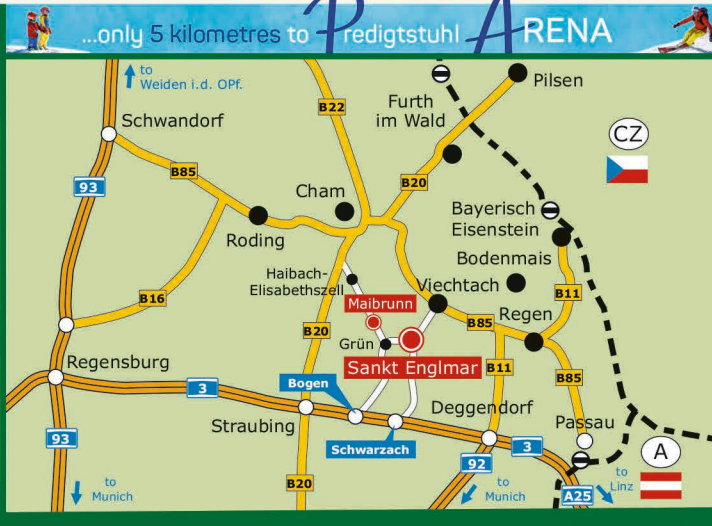 ...only 5 kilometres to Predigtstuhl ARENA
to
Weiden i.d. OPf.
B22
Pilsen
Furth
im Wald
Schwandorf
CZ
B85
93
B20
Cham
Bayerisch
Eisenstein
Roding
Bodenmais
Haibach-
Elisabethszell
Viechtach
B11
B16
Maibrunn
Regen
B85
B20
Grün
Regensburg
Sankt Englmar
B11
B85
3
Bogen
Deggendorf
Straubing
Passau
93
Schwarzach
3
A
92
to
Linz
B20
to
Munich
to
Munich
A25